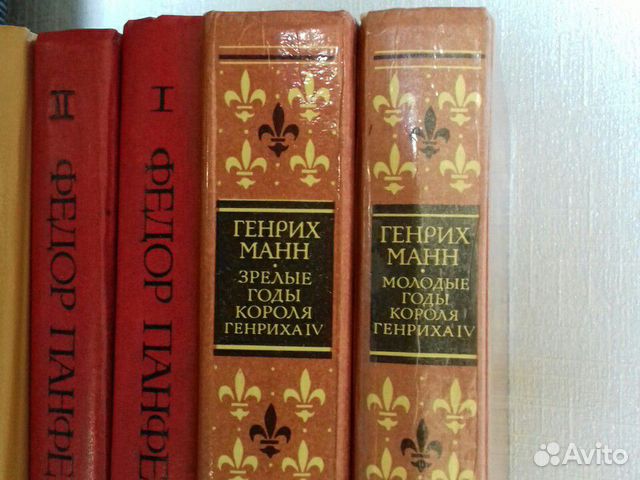 II ФЕДОР ПАНФЕ
I ФЕДОР ПАНФЕ
ГЕНРИХ
МАНН
ЗРЕЛЫЕ
ГОДЫ
КОРОЛЯ
ГЕНРИХА IV
ГЕНРИХ
МАНН
МОЛОДЫЕ
ГОДЫ
КОРОЛЯ
ГЕНРИХА IV
Avito